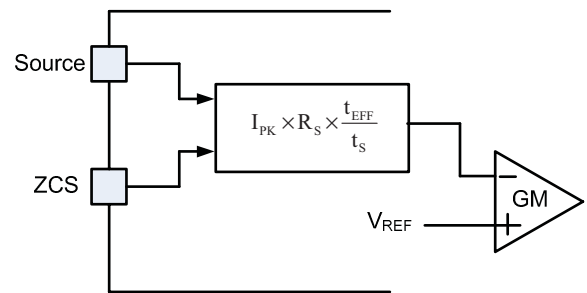 Source
I_PK × R_S × t_EFF / t_S
ZCS
−
GM
V_REF
+